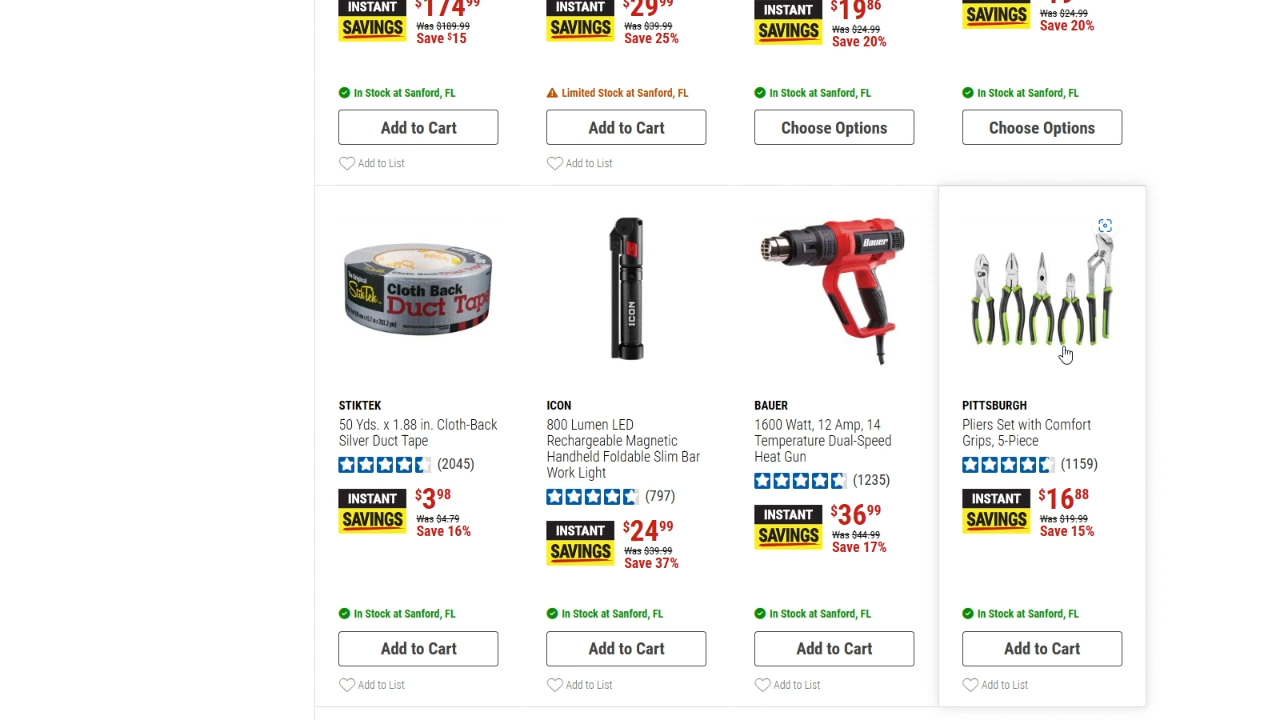 INSTANT
SAVINGS
$174 99
Was $189.99
Save $15
INSTANT
SAVINGS
$29 99
Was $39.99
Save 25%
INSTANT
SAVINGS
$19 86
Was $24.99
Save 20%
SAVINGS
Was $24.99
Save 20%
In Stock at Sanford, FL
Limited Stock at Sanford, FL
In Stock at Sanford, FL
In Stock at Sanford, FL
Add to Cart
Add to Cart
Choose Options
Choose Options
Add to List
Add to List
The Original
StikTek
Cloth Back
Duct Tape
ICON
Bauer
STIKTEK
50 Yds. x 1.88 in. Cloth-Back
Silver Duct Tape
(2045)
INSTANT
SAVINGS
$3 98
Was $4.79
Save 16%
ICON
800 Lumen LED
Rechargeable Magnetic
Handheld Foldable Slim Bar
Work Light
(797)
INSTANT
SAVINGS
$24 99
Was $39.99
Save 37%
BAUER
1600 Watt, 12 Amp, 14
Temperature Dual-Speed
Heat Gun
(1235)
INSTANT
SAVINGS
$36 99
Was $44.99
Save 17%
PITTSBURGH
Pliers Set with Comfort
Grips, 5-Piece
(1159)
INSTANT
SAVINGS
$16 88
Was $19.99
Save 15%
In Stock at Sanford, FL
In Stock at Sanford, FL
In Stock at Sanford, FL
In Stock at Sanford, FL
Add to Cart
Add to Cart
Add to Cart
Add to Cart
Add to List
Add to List
Add to List
Add to List